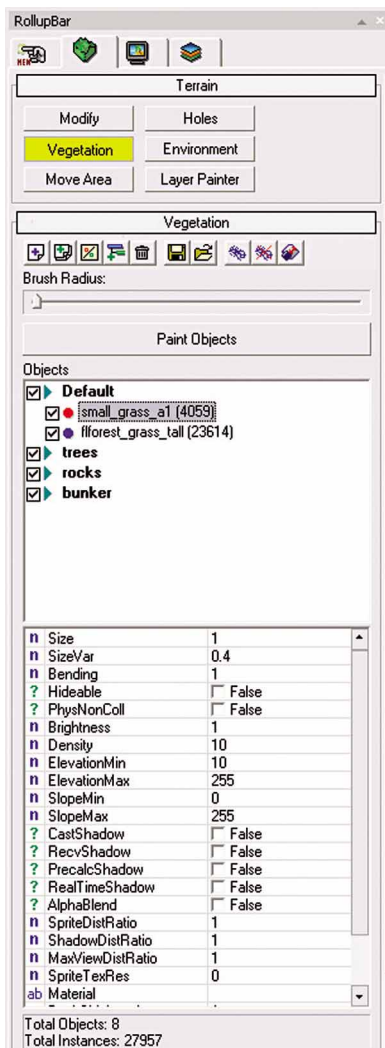 RollupBar
NEW
Terrain
Modify Holes
Vegetation Environment
Move Area Layer Painter
Vegetation
Brush Radius:
Paint Objects
Objects
Default
small_grass_a1 (4059)
flforest_grass_tall (23614)
trees
rocks
bunker
n Size 1
n SizeVar 0.4
n Bending 1
? Hideable False
? PhysNonColl False
n Brightness 1
n Density 10
n ElevationMin 10
n ElevationMax 255
n SlopeMin 0
n SlopeMax 255
? CastShadow False
? RecvShadow False
? PrecalcShadow False
? RealTimeShadow False
? AlphaBlend False
n SpriteDistRatio 1
n ShadowDistRatio 1
n MaxViewDistRatio 1
n SpriteTexRes 0
ab Material
Total Objects: 8
Total Instances: 27957